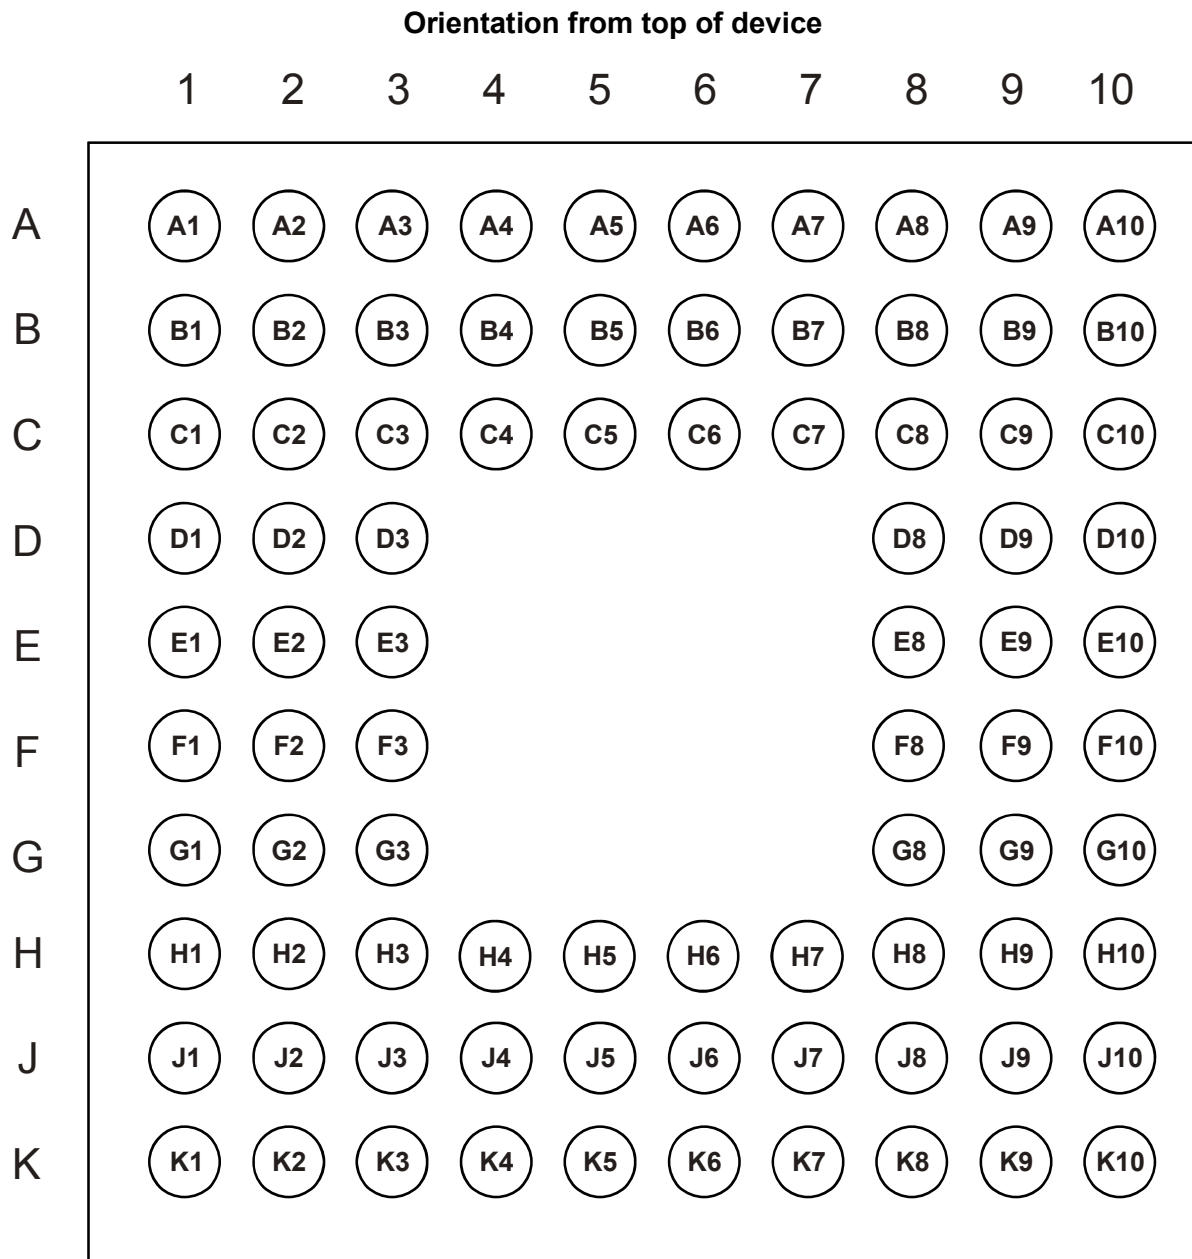 Orientation from top of device
1 2 3 4 5 6 7 8 9 10
A A1 A2 A3 A4 A5 A6 A7 A8 A9 A10
B B1 B2 B3 B4 B5 B6 B7 B8 B9 B10
C C1 C2 C3 C4 C5 C6 C7 C8 C9 C10
D D1 D2 D3 D8 D9 D10
E E1 E2 E3 E8 E9 E10
F F1 F2 F3 F8 F9 F10
G G1 G2 G3 G8 G9 G10
H H1 H2 H3 H4 H5 H6 H7 H8 H9 H10
J J1 J2 J3 J4 J5 J6 J7 J8 J9 J10
K K1 K2 K3 K4 K5 K6 K7 K8 K9 K10